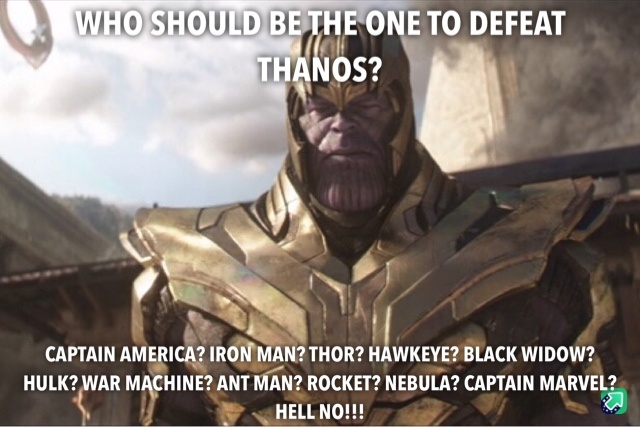 WHO SHOULD BE THE ONE TO DEFEAT
THANOS?
CAPTAIN AMERICA? IRON MAN? THOR? HAWKEYE? BLACK WIDOW?
HULK? WAR MACHINE? ANT MAN? ROCKET? NEBULA? CAPTAIN MARVEL?
HELL NO!!!